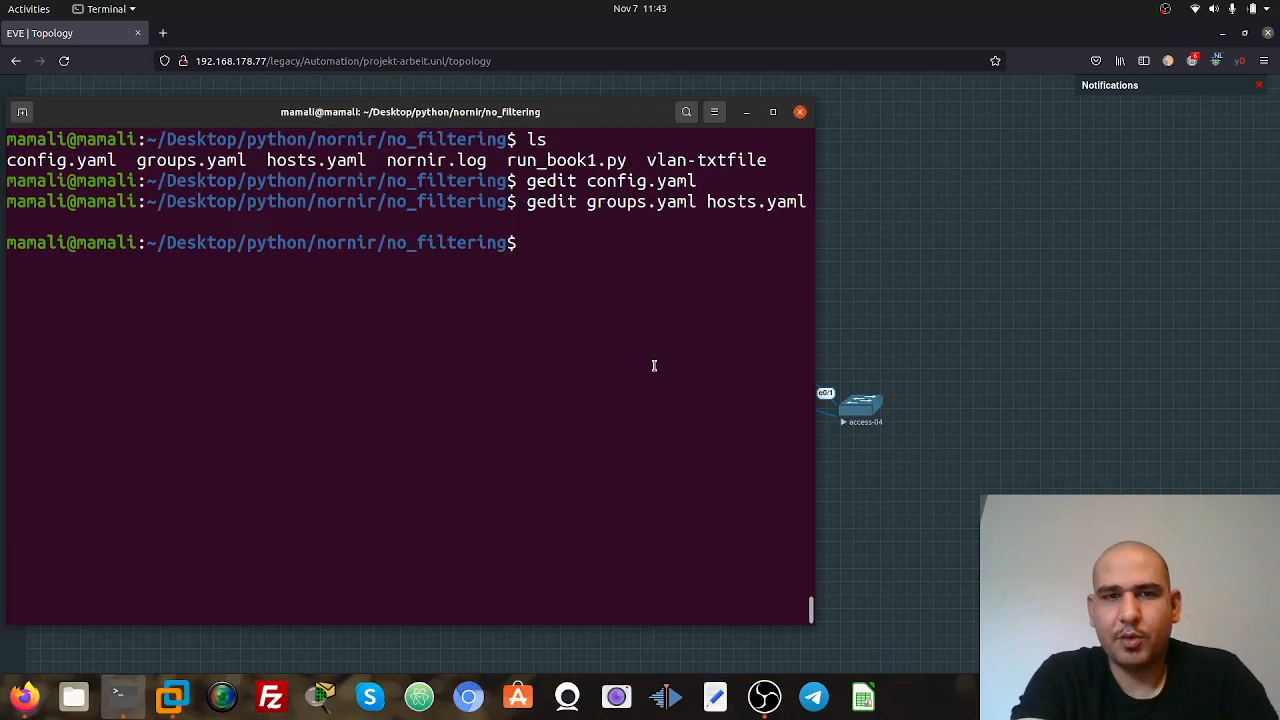 Activities
Terminal
Nov 7 11:43
EVE | Topology
192.168.178.77/legacy/Automation/projekt-arbeit.unl/topology
6
NL
yD
Notifications
mamali@mamali: ~/Desktop/python/nornir/no_filtering
mamali@mamali:~/Desktop/python/nornir/no_filtering$ ls
config.yaml groups.yaml hosts.yaml nornir.log run_book1.py vlan-txtfile
mamali@mamali:~/Desktop/python/nornir/no_filtering$ gedit config.yaml
mamali@mamali:~/Desktop/python/nornir/no_filtering$ gedit groups.yaml hosts.yaml
mamali@mamali:~/Desktop/python/nornir/no_filtering$
e0/1
access-04